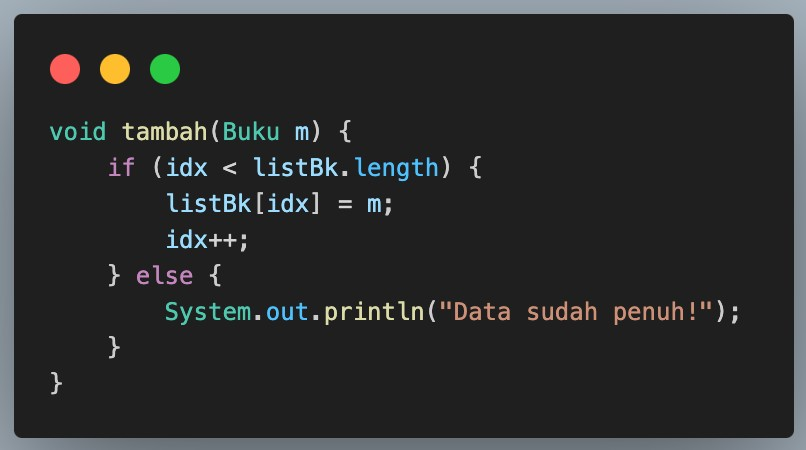 void tambah(Buku m) {
    if (idx < listBk.length) {
        listBk[idx] = m;
        idx++;
    } else {
        System.out.println("Data sudah penuh!");
    }
}